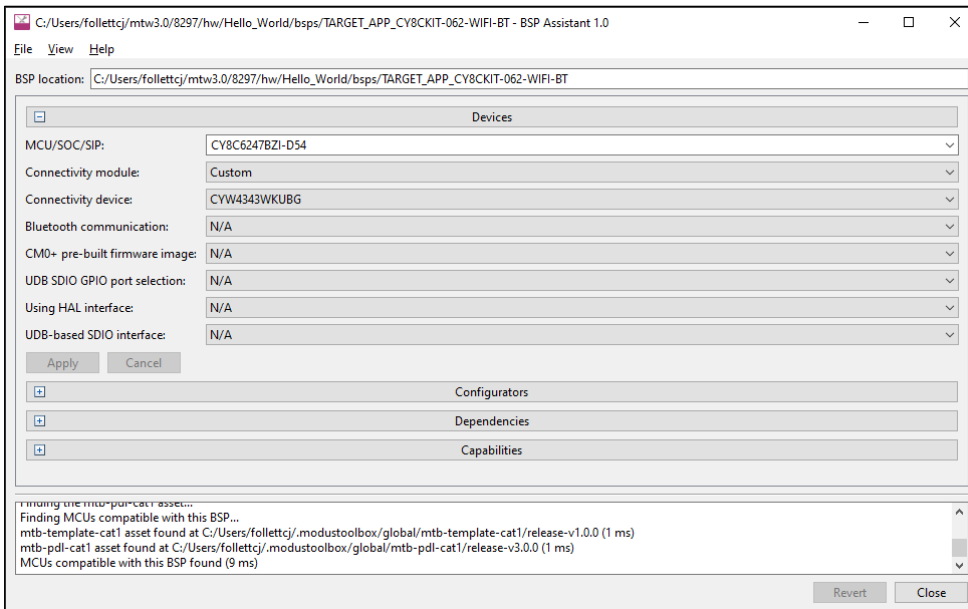 C:/Users/follettcj/mtw3.0/8297/hw/Hello_World/bsps/TARGET_APP_CY8CKIT-062-WIFI-BT - BSP Assistant 1.0
File View Help
BSP location: C:/Users/follettcj/mtw3.0/8297/hw/Hello_World/bsps/TARGET_APP_CY8CKIT-062-WIFI-BT
Devices
MCU/SOC/SIP: CY8C6247BZI-D54
Connectivity module: Custom
Connectivity device: CYW4343WKUBG
Bluetooth communication: N/A
CM0+ pre-built firmware image: N/A
UDB SDIO GPIO port selection: N/A
Using HAL interface: N/A
UDB-based SDIO interface: N/A
Apply Cancel
Configurators
Dependencies
Capabilities
Finding the mtb-pdl-cat1 asset...
Finding MCUs compatible with this BSP...
mtb-template-cat1 asset found at C:/Users/follettcj/.modustoolbox/global/mtb-template-cat1/release-v1.0.0 (1 ms)
mtb-pdl-cat1 asset found at C:/Users/follettcj/.modustoolbox/global/mtb-pdl-cat1/release-v3.0.0 (1 ms)
MCUs compatible with this BSP found (9 ms)
Revert Close